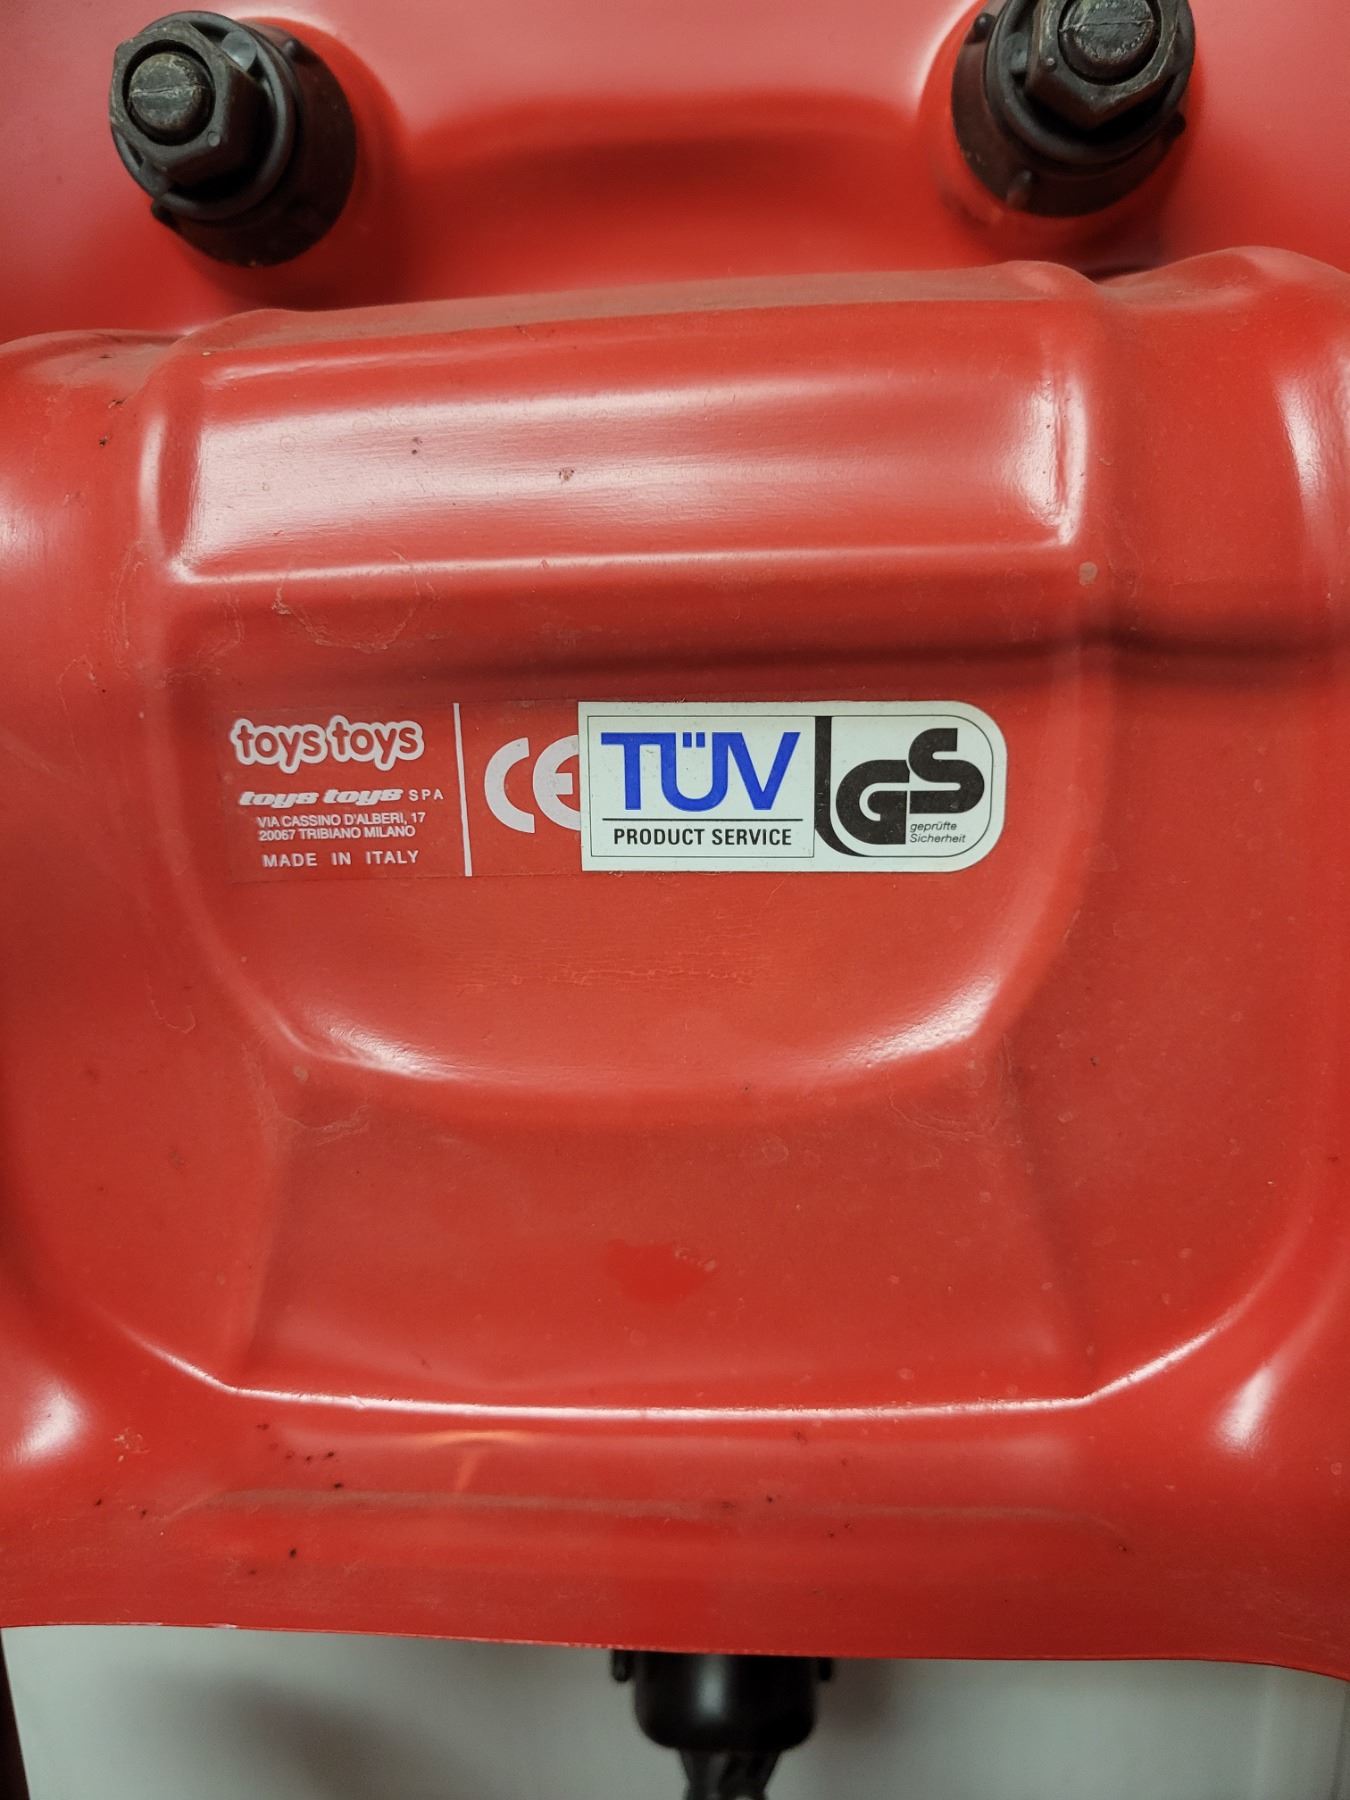 toys toys
toys toys SPA
VIA CASSINO D'ALBERI, 17
20067 TRIBIANO MILANO
MADE IN ITALY
CE
TÜV
PRODUCT SERVICE
GS
geprüfte
Sicherheit